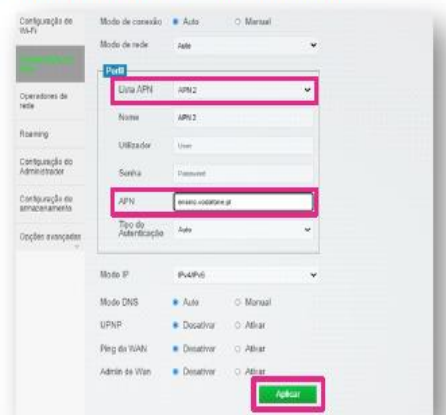 Configuração de
Wi-Fi
Operadores de
rede
Roaming
Configuração do
Administrador
Configuração de
armazenamento
Opções avançadas
Modo de conexão Auto Manual
Modo de rede Auto
Perfil
Lista APN APN 2
Nome APN 2
Utilizador User
Senha Password
APN
Tipo de
Autenticação Auto
Modo IP IPv4/IPv6
Modo DNS Auto Manual
UPNP Desativar Ativar
Ping da WAN Desativar Ativar
Admin de Wan Desativar Ativar
Aplicar